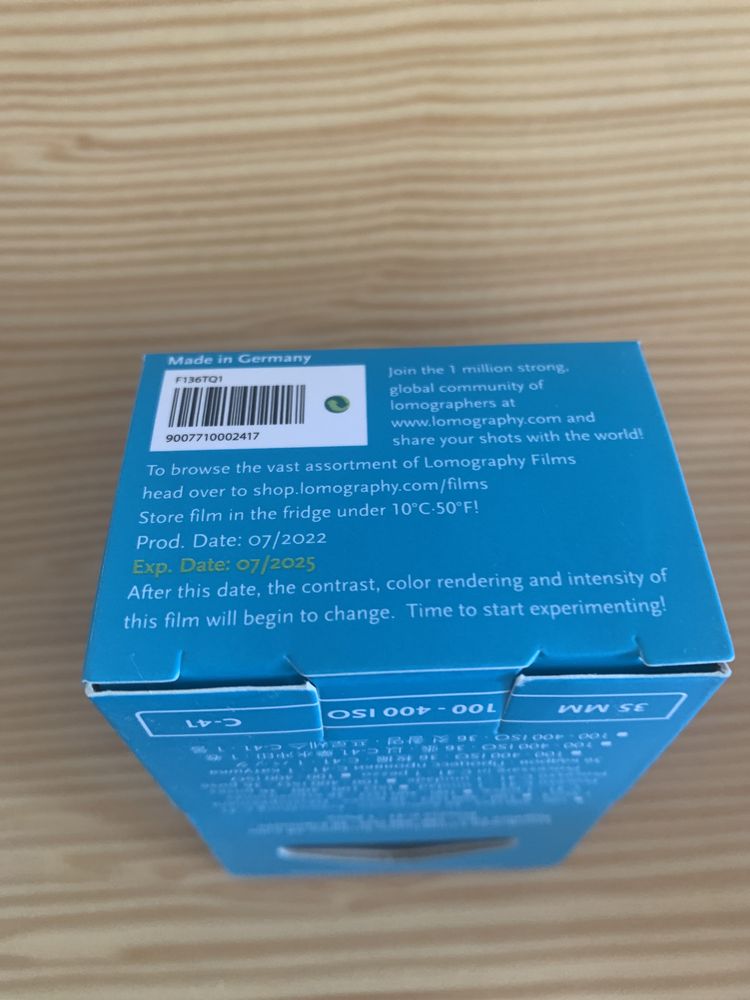 Made in Germany
F136TQ1
9007710002417
Join the 1 million strong,
global community of
lomographers at
www.lomography.com and
share your shots with the world!
To browse the vast assortment of Lomography Films
head over to shop.lomography.com/films
Store film in the fridge under 10°C-50°F!
Prod. Date: 07/2022
Exp. Date: 07/2025
After this date, the contrast, color rendering and intensity of
this film will begin to change. Time to start experimenting!
35 MM
100 - 400 ISO
C-41